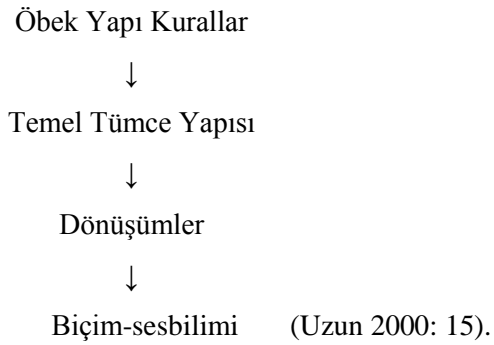 Öbek Yapı Kurallar
↓
Temel Tümce Yapısı
↓
Dönüşümler
↓
Biçim-sesbilimi (Uzun 2000: 15).